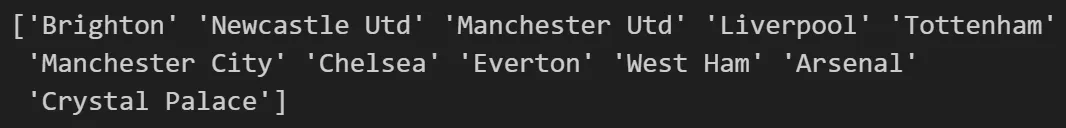 ['Brighton' 'Newcastle Utd' 'Manchester Utd' 'Liverpool' 'Tottenham'
'Manchester City' 'Chelsea' 'Everton' 'West Ham' 'Arsenal'
'Crystal Palace']